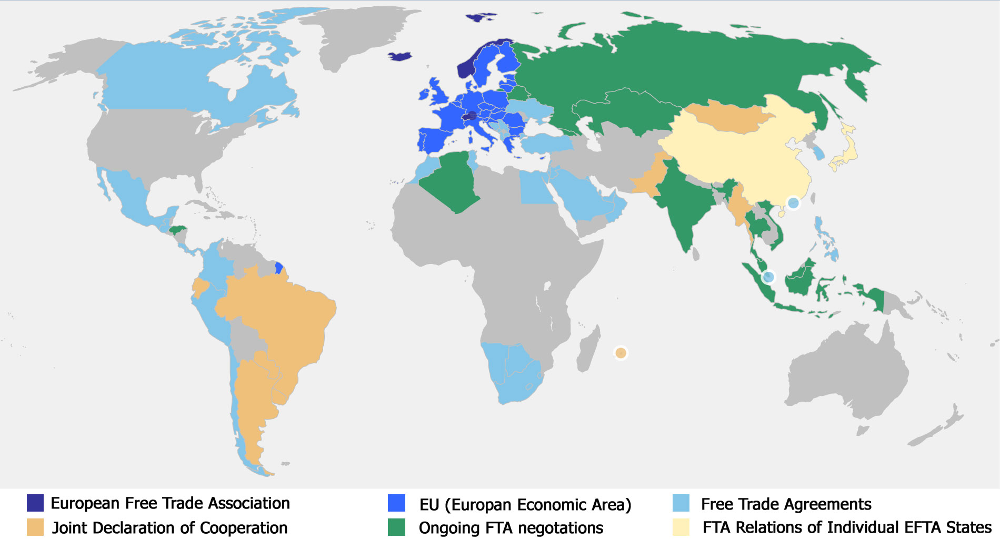 European Free Trade Association
EU (Europan Economic Area)
Free Trade Agreements
Joint Declaration of Cooperation
Ongoing FTA negotations
FTA Relations of Individual EFTA States